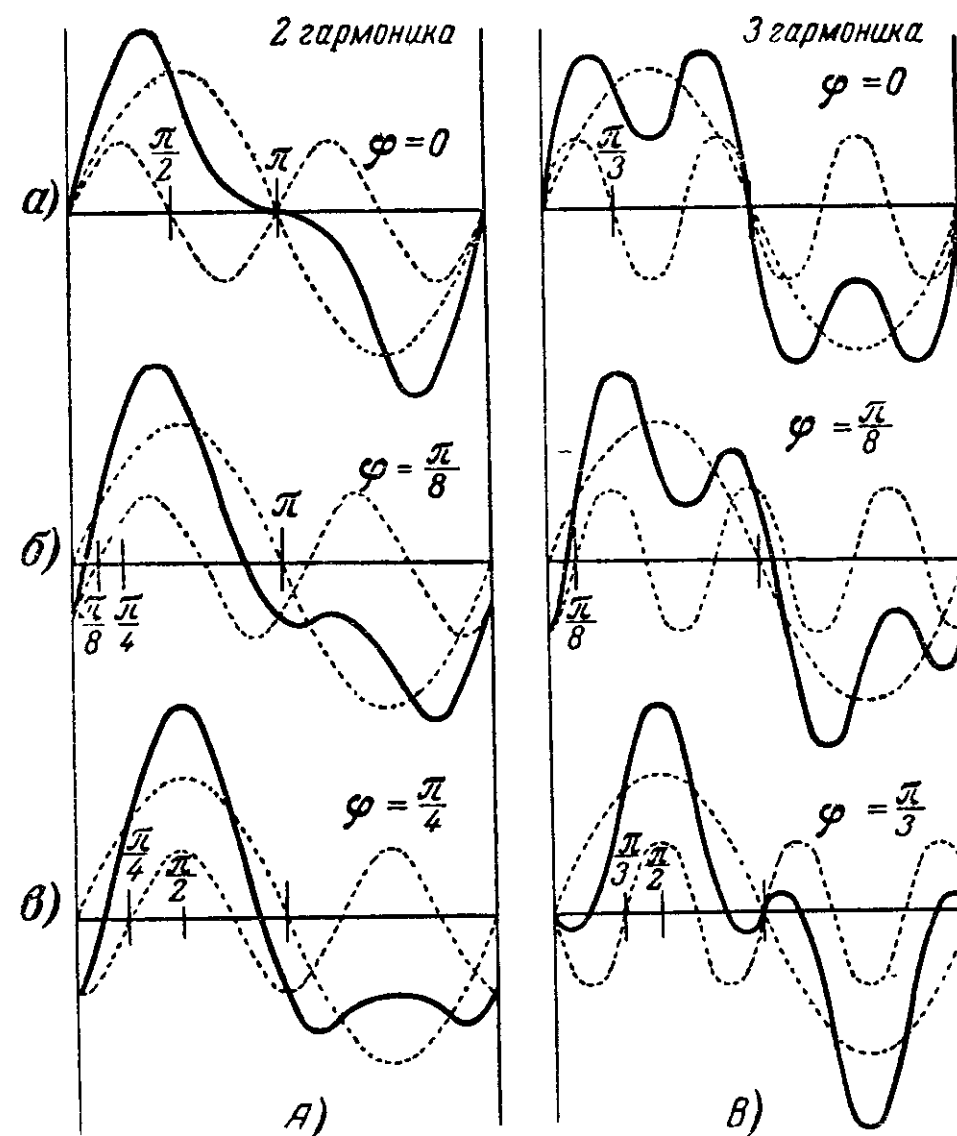 2 гармоника
3 гармоника
а)
π/2
π
φ = 0
π/3
φ = 0
б)
π/8
π/4
π
φ = π/8
π/8
φ = π/8
в)
π/4
π/2
φ = π/4
π/3
π/2
φ = π/3
А)
В)